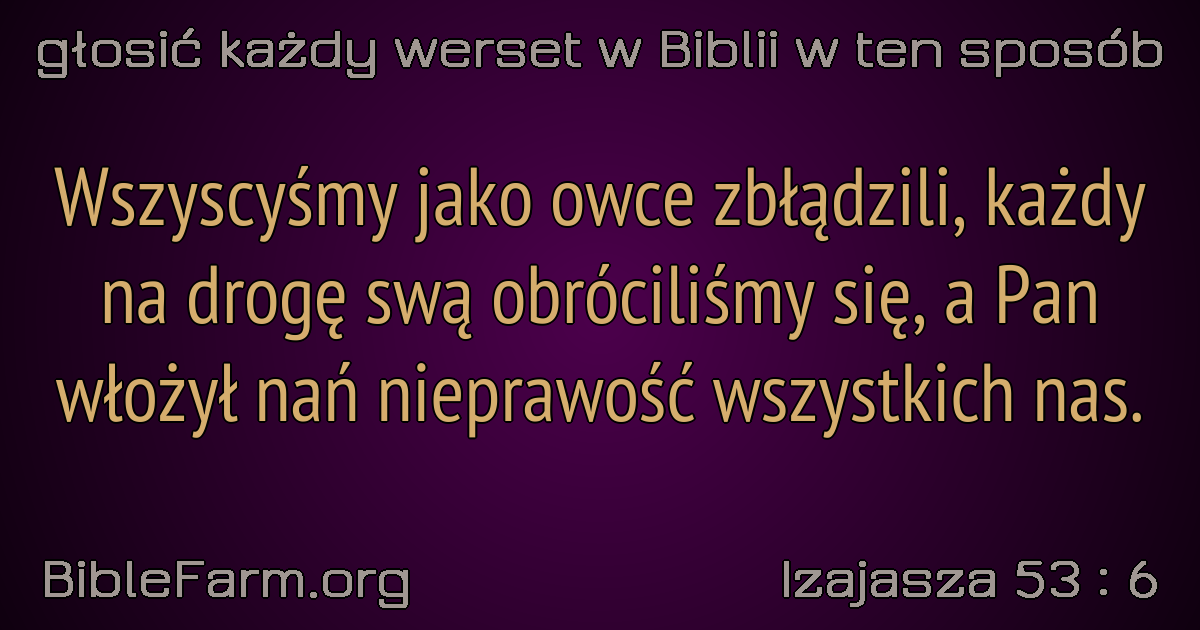 głosić każdy werset w Biblii w ten sposób
Wszyscyśmy jako owce zbłądzili, każdy
na drogę swą obróciliśmy się, a Pan
włożył nań nieprawość wszystkich nas.
BibleFarm.org
Izajasza 53 : 6